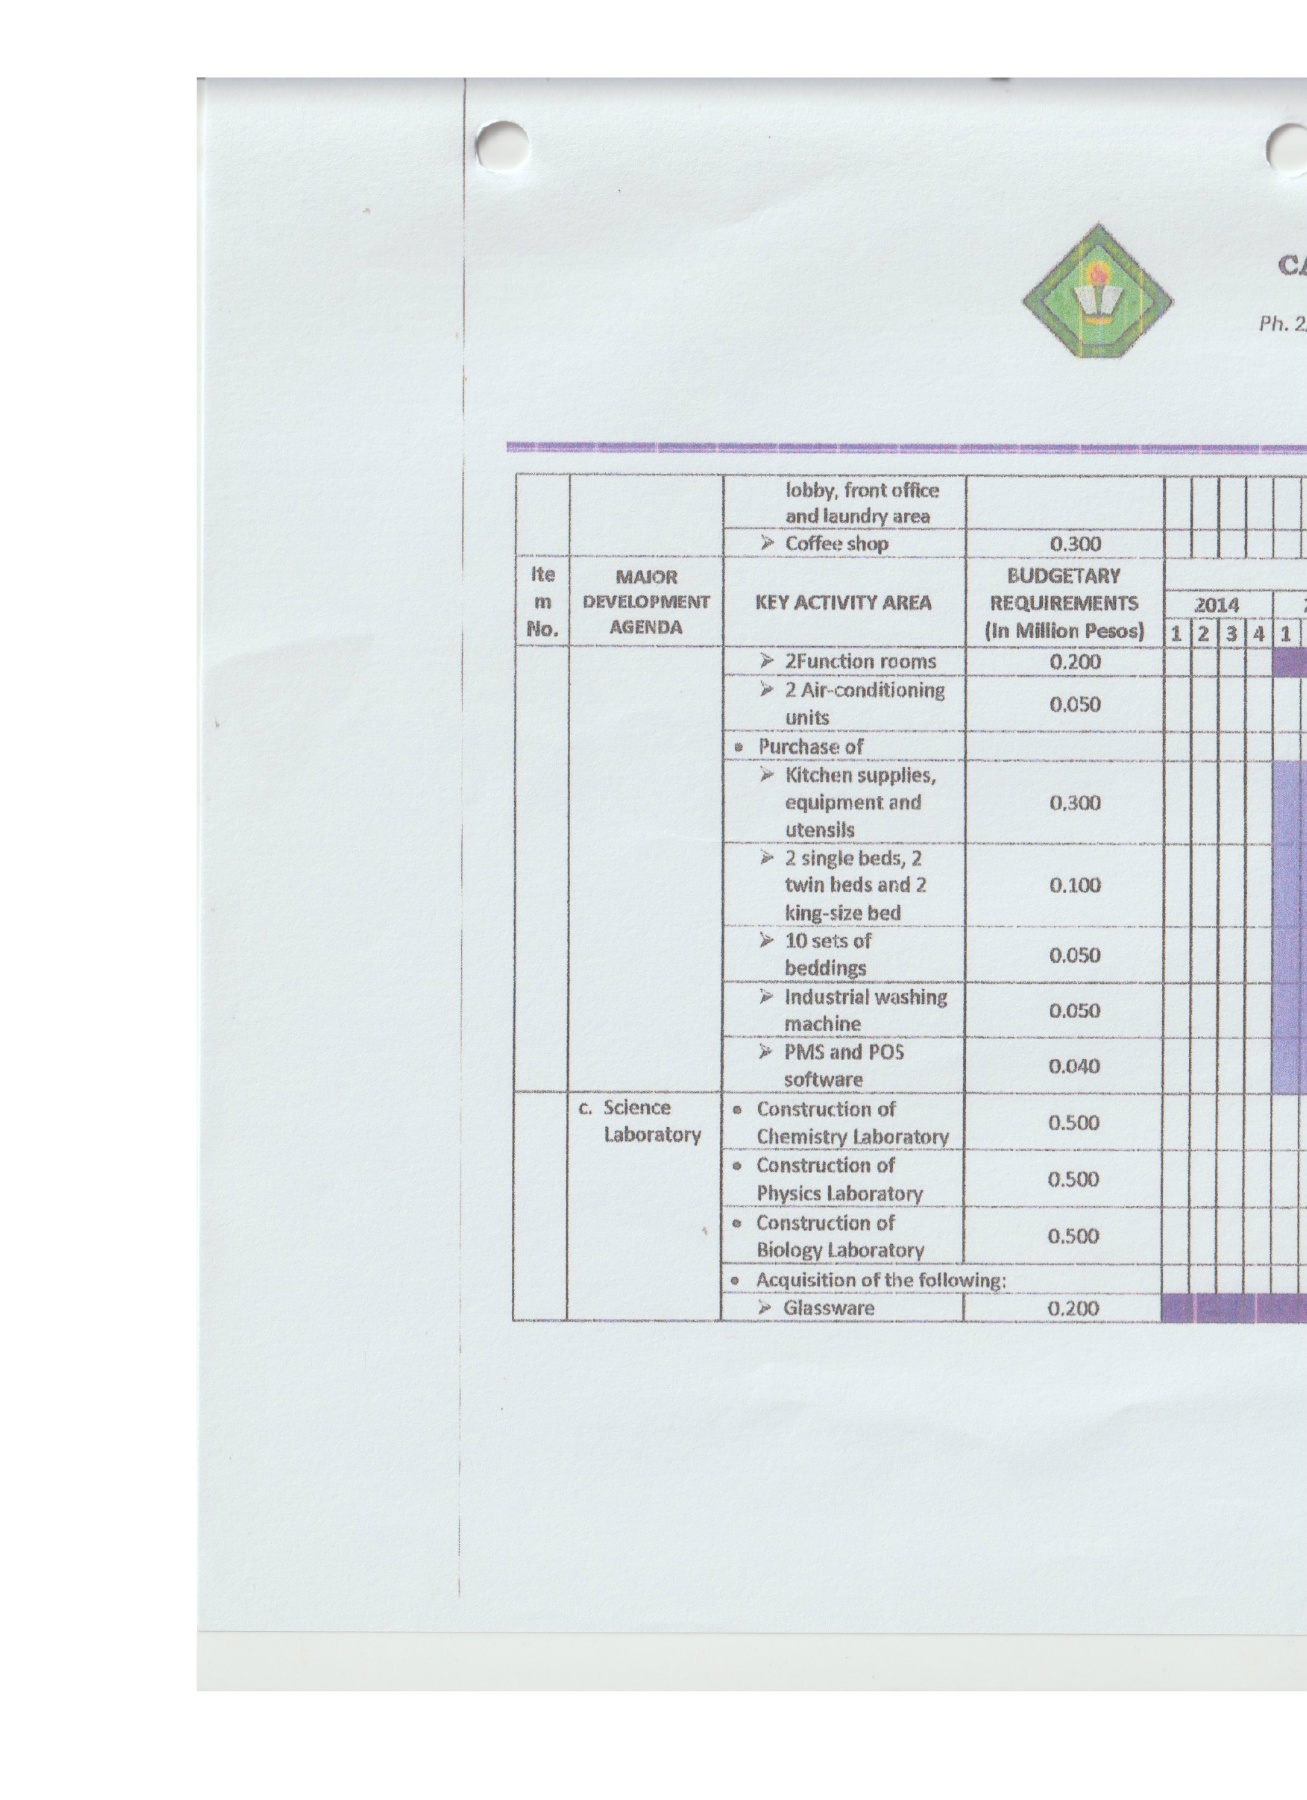 CA
Ph. 2
lobby, front office
and laundry area
➢ Coffee shop 0.300
Ite
m
No.
MAJOR
DEVELOPMENT
AGENDA
KEY ACTIVITY AREA
BUDGETARY
REQUIREMENTS
(In Million Pesos)
2014
1 2 3 4 1
➢ 2Function rooms 0.200
➢ 2 Air-conditioning
units
0.050
• Purchase of
➢ Kitchen supplies,
equipment and
utensils
0.300
➢ 2 single beds, 2
twin beds and 2
king-size bed
0.100
➢ 10 sets of
beddings
0.050
➢ Industrial washing
machine
0.050
➢ PMS and POS
software
0.040
c. Science
Laboratory
• Construction of
Chemistry Laboratory
0.500
• Construction of
Physics Laboratory
0.500
• Construction of
Biology Laboratory
0.500
• Acquisition of the following:
➢ Glassware 0.200